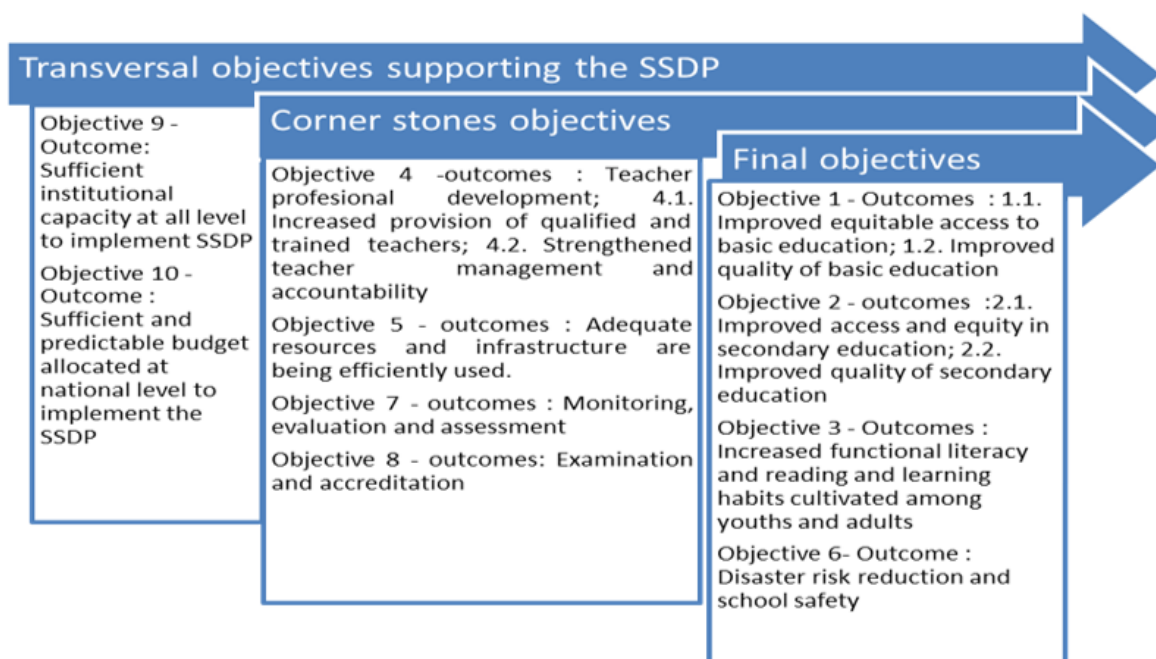 Transversal objectives supporting the SSDP
Objective 9 -
Outcome:
Sufficient
institutional
capacity at all level
to implement SSDP
Objective 10 -
Outcome :
Sufficient and
predictable budget
allocated at
national level to
implement the
SSDP
Corner stones objectives
Objective 4 -outcomes : Teacher
profesional development; 4.1.
Increased provision of qualified and
trained teachers; 4.2. Strengthened
teacher management and
accountability
Objective 5 - outcomes : Adequate
resources and infrastructure are
being efficiently used.
Objective 7 - outcomes : Monitoring,
evaluation and assessment
Objective 8 - outcomes: Examination
and accreditation
Final objectives
Objective 1 - Outcomes : 1.1.
Improved equitable access to
basic education; 1.2. Improved
quality of basic education
Objective 2 - outcomes :2.1.
Improved access and equity in
secondary education; 2.2.
Improved quality of secondary
education
Objective 3 - Outcomes :
Increased functional literacy
and reading and learning
habits cultivated among
youths and adults
Objective 6- Outcome :
Disaster risk reduction and
school safety